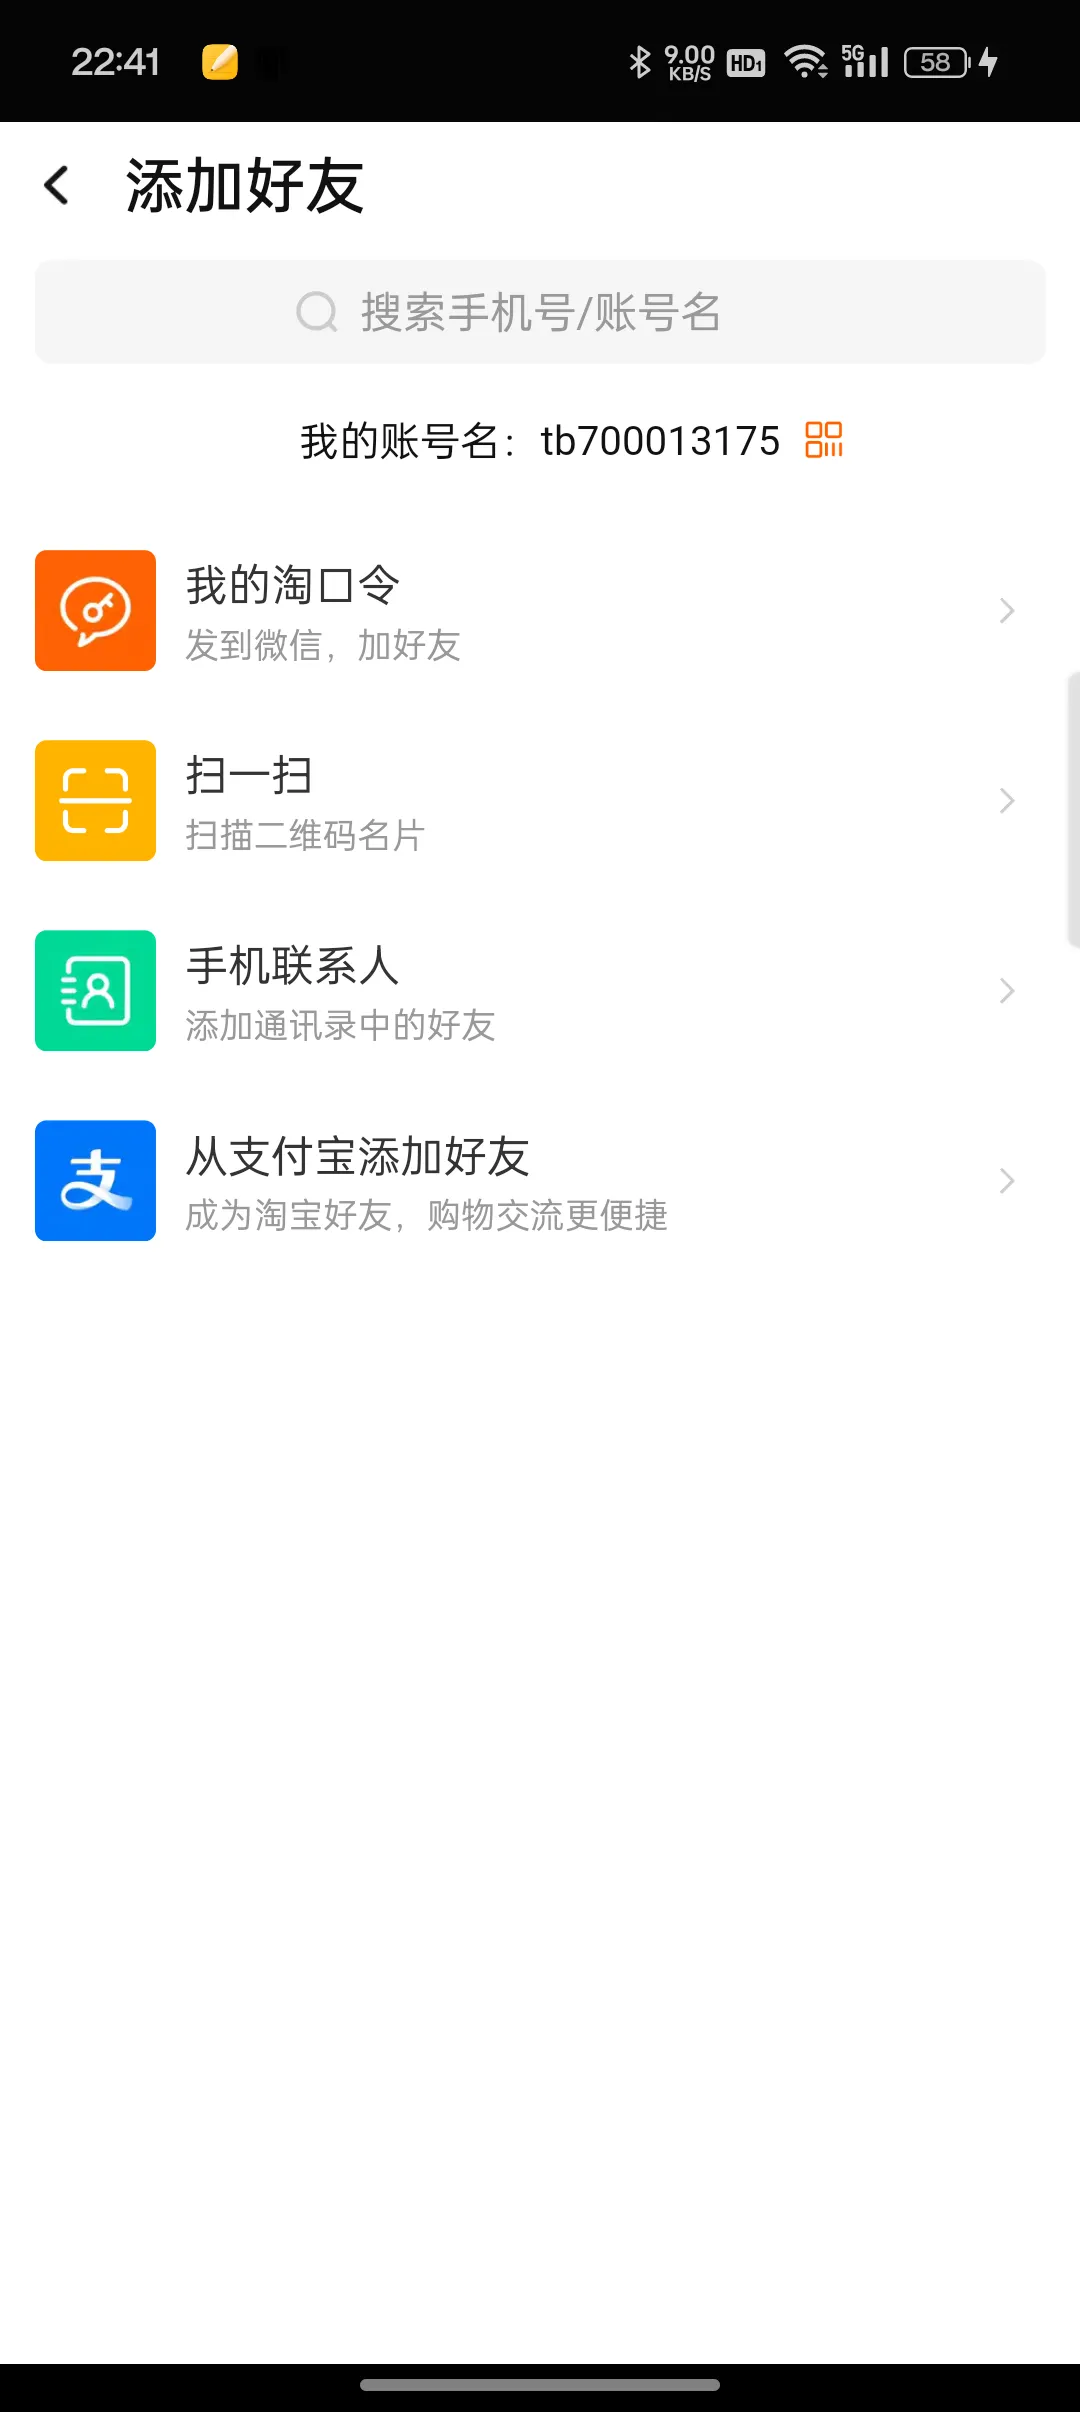 22:41
9.00 KB/S HD1 5G 58
添加好友
搜索手机号/账号名
我的账号名：tb700013175
我的淘口令
发到微信，加好友
扫一扫
扫描二维码名片
手机联系人
添加通讯录中的好友
支
从支付宝添加好友
成为淘宝好友，购物交流更便捷